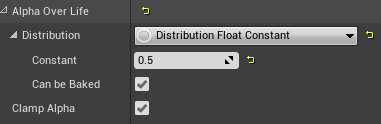 Alpha Over Life
Distribution
Distribution Float Constant
Constant
0.5
Can be Baked
Clamp Alpha